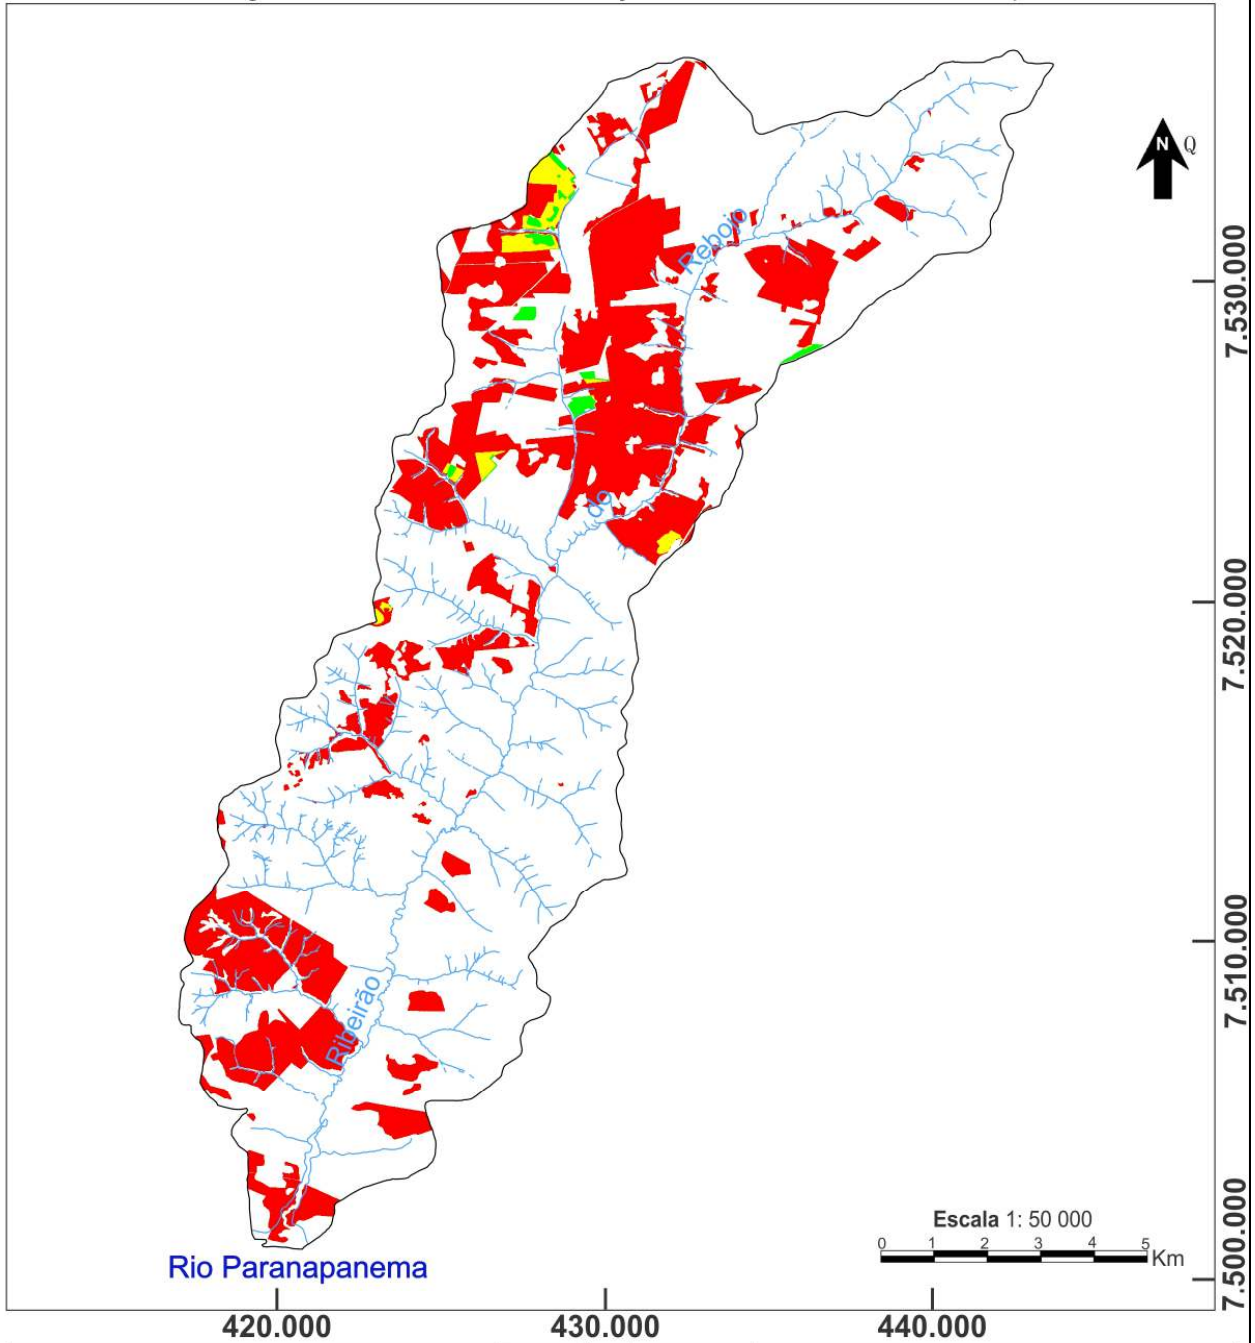 N Q
Rebojo
7.530.000
do
7.520.000
7.510.000
Ribeirão
Escala 1: 50 000
0 1 2 3 4 5
Km
7.500.000
Rio Paranapanema
420.000 430.000 440.000